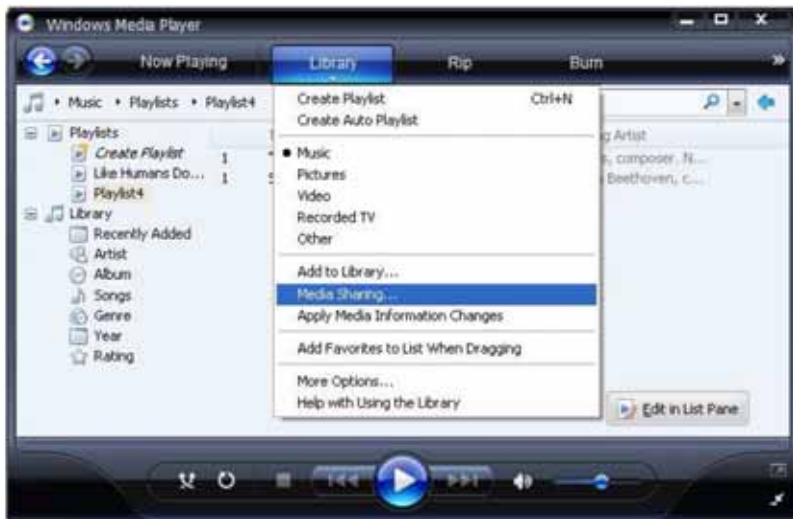 Windows Media Player
Now Playing Library Rip Burn
Music Playlists Playlist4
Playlists
Create Playlist
Like Humans Do...
Playlist4
Library
Recently Added
Artist
Album
Songs
Genre
Year
Rating
1
1
Create Playlist Ctrl+N
Create Auto Playlist
Music
Pictures
Video
Recorded TV
Other
Add to Library...
Media Sharing...
Apply Media Information Changes
Add Favorites to List When Dragging
More Options...
Help with Using the Library
Artist
composer. N...
Beethoven, c...
Edit in List Pane